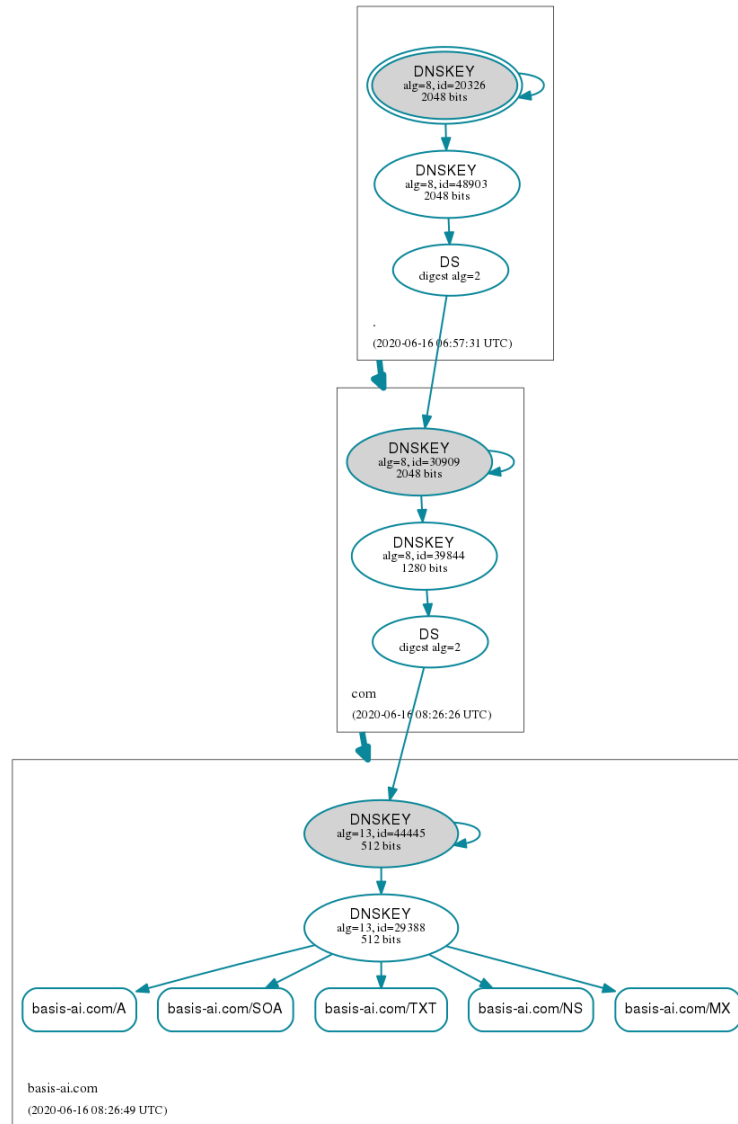 DNSKEY
alg=8, id=20326
2048 bits
DNSKEY
alg=8, id=48903
2048 bits
DS
digest alg=2
.
(2020-06-16 06:57:31 UTC)
DNSKEY
alg=8, id=30909
2048 bits
DNSKEY
alg=8, id=39844
1280 bits
DS
digest alg=2
com
(2020-06-16 08:26:26 UTC)
DNSKEY
alg=13, id=44445
512 bits
DNSKEY
alg=13, id=29388
512 bits
basis-ai.com/A
basis-ai.com/SOA
basis-ai.com/TXT
basis-ai.com/NS
basis-ai.com/MX
basis-ai.com
(2020-06-16 08:26:49 UTC)